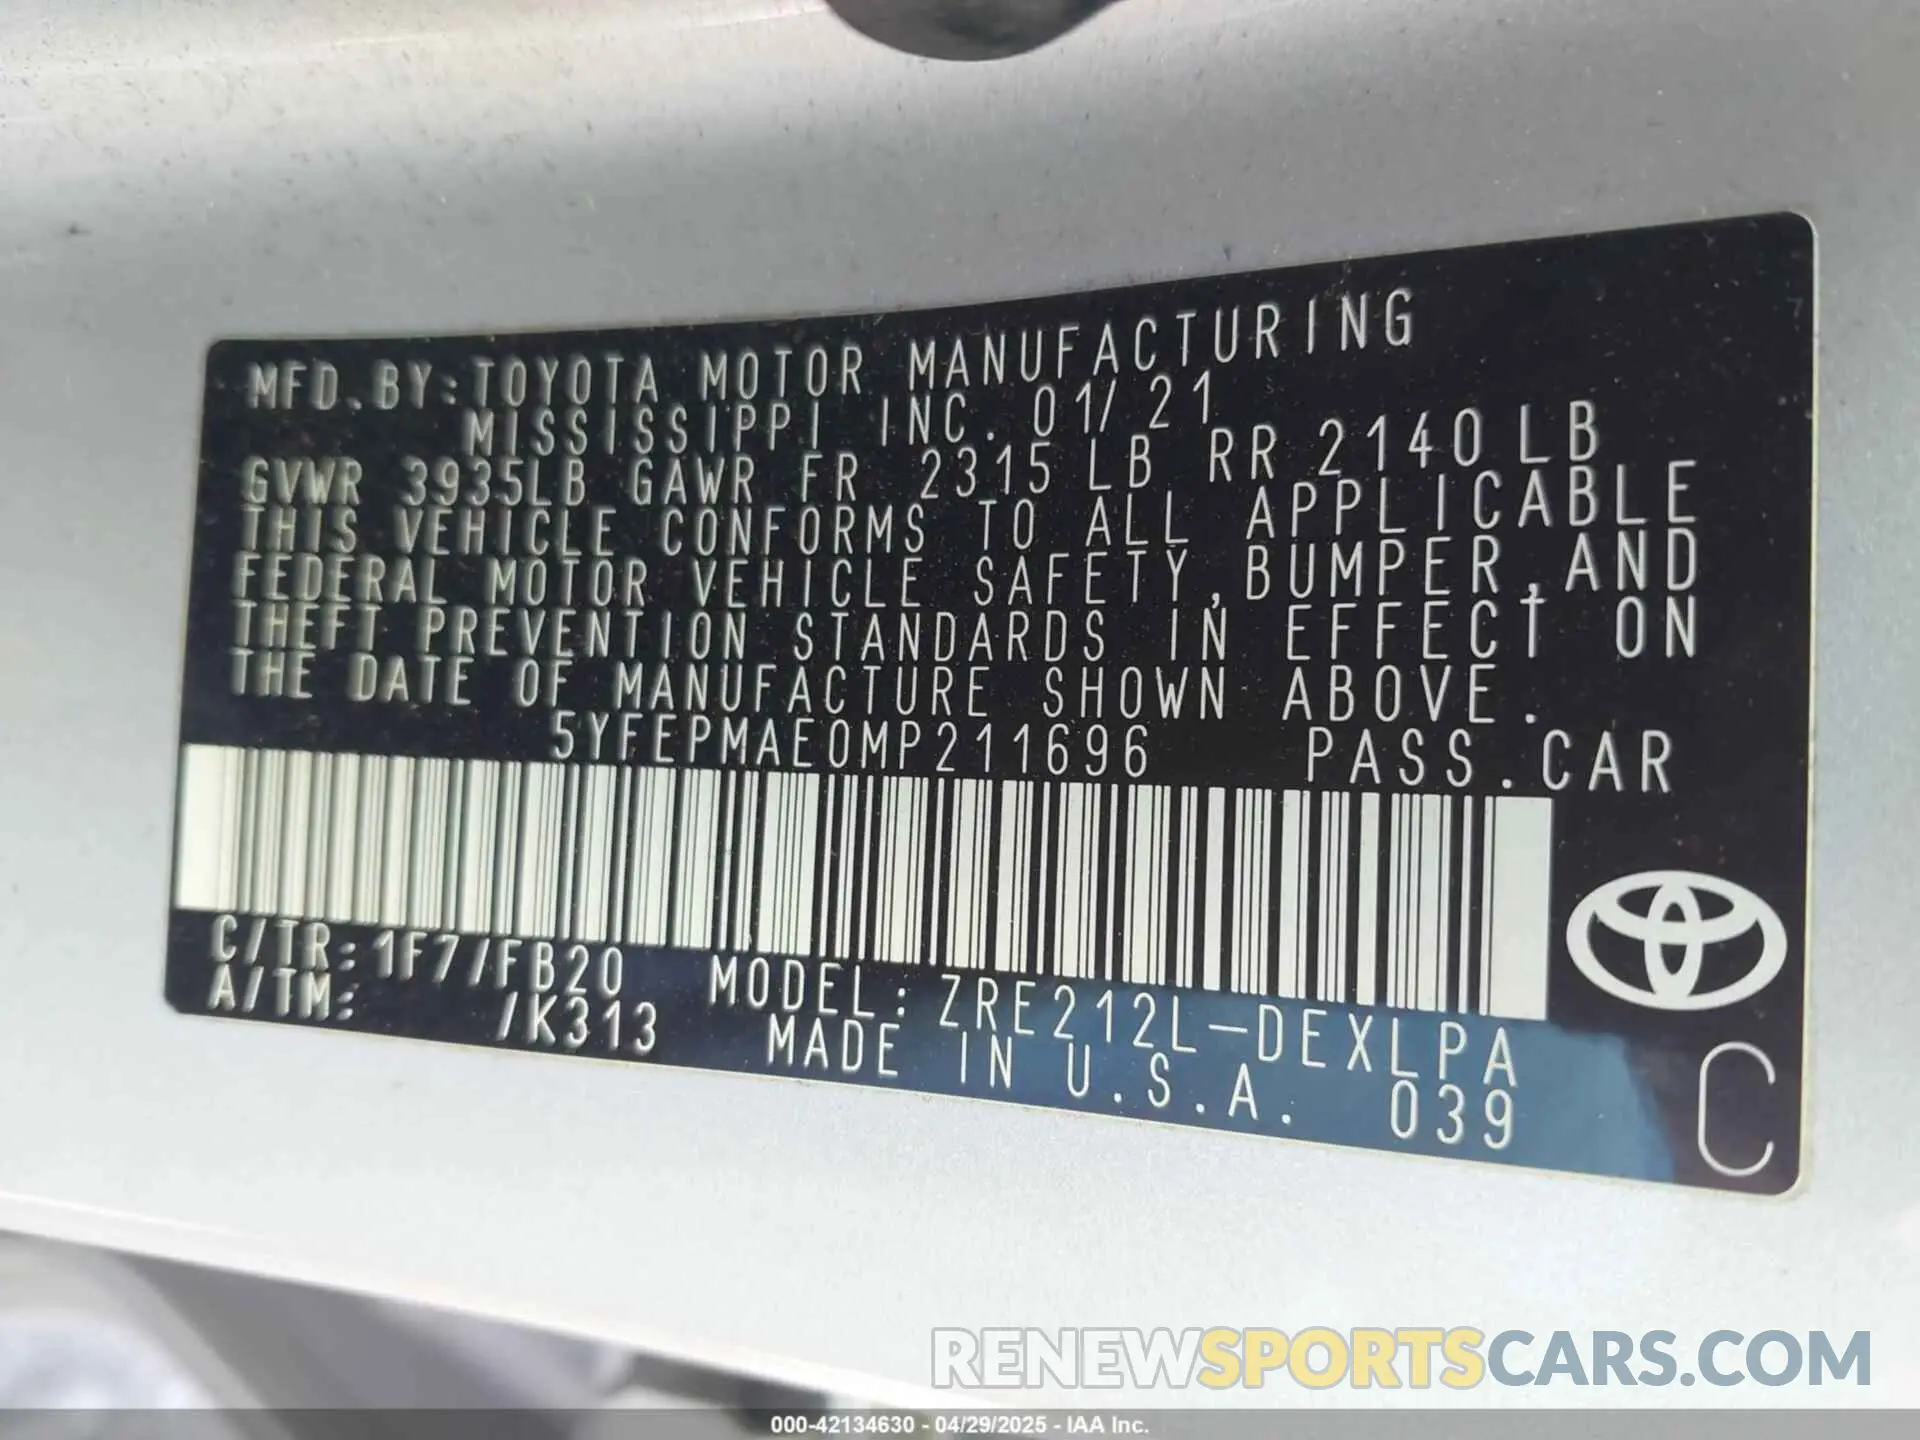 MFD.BY:TOYOTA MOTOR MANUFACTURING
MISSISSIPPI INC. 01/21
GVWR 3935LB GAWR FR 2315 LB RR 2140 LB
THIS VEHICLE CONFORMS TO ALL APPLICABLE
FEDERAL MOTOR VEHICLE SAFETY,BUMPER,AND
THEFT PREVENTION STANDARDS IN EFFECT ON
THE DATE OF MANUFACTURE SHOWN ABOVE.
5YFEPMAE0MP211696 PASS.CAR
C/TR:1F7/FB20 MODEL: ZRE212L-DEXLPA
A/TM: /K313 MADE IN U.S.A. 039
C
RENEWSPORTSCARS.COM
000-42134630 - 04/29/2025 - IAA Inc.